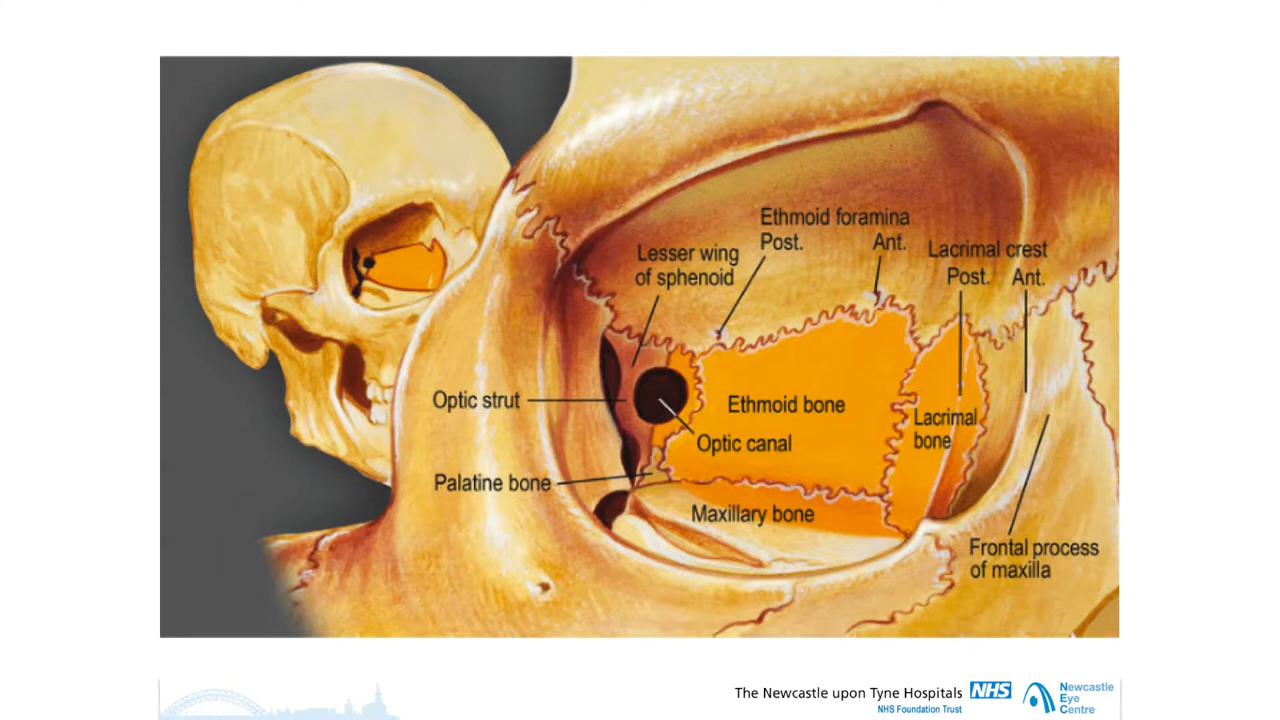 Ethmoid foramina
Post.
Ant.
Lacrimal crest
Post.
Ant.
Lesser wing
of sphenoid
Optic strut
Ethmoid bone
Lacrimal
bone
Optic canal
Palatine bone
Maxillary bone
Frontal process
of maxilla
The Newcastle upon Tyne Hospitals NHS
NHS Foundation Trust
Newcastle
Eye
Centre